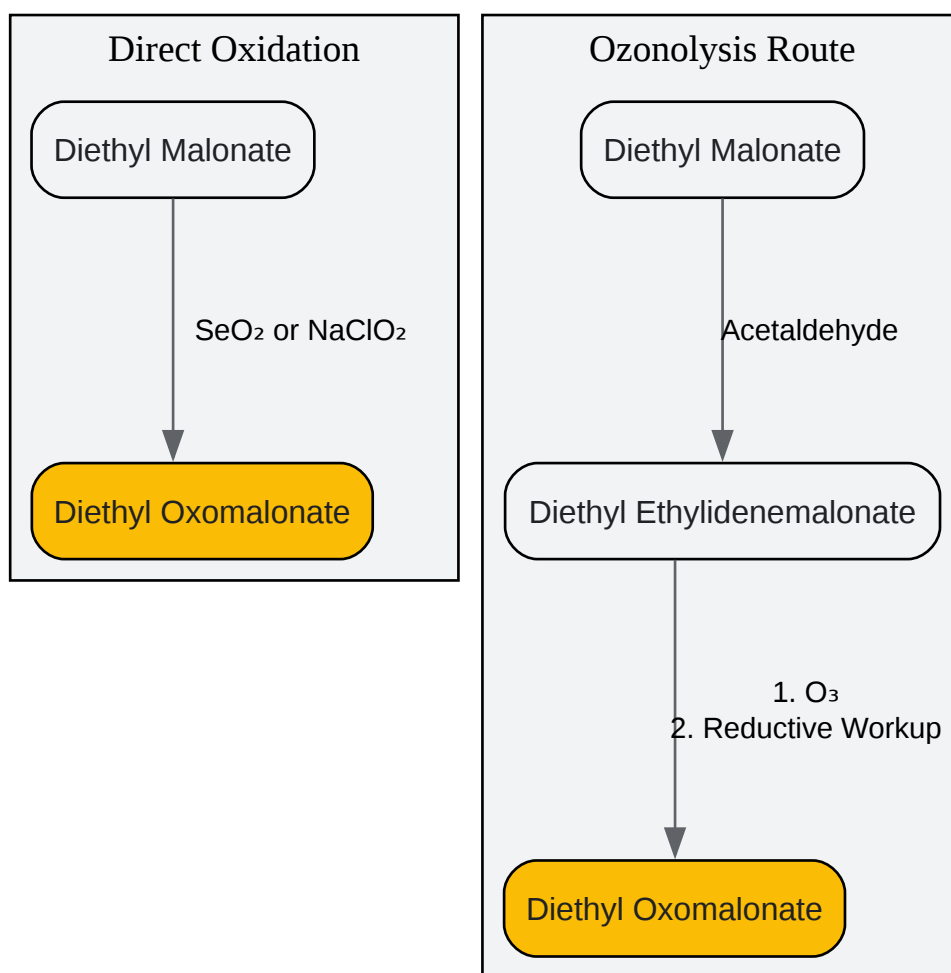 Direct Oxidation
Diethyl Malonate
SeO₂ or NaClO₂
Diethyl Oxomalonate
Ozonolysis Route
Diethyl Malonate
Acetaldehyde
Diethyl Ethylidenemalonate
1. O₃
2. Reductive Workup
Diethyl Oxomalonate